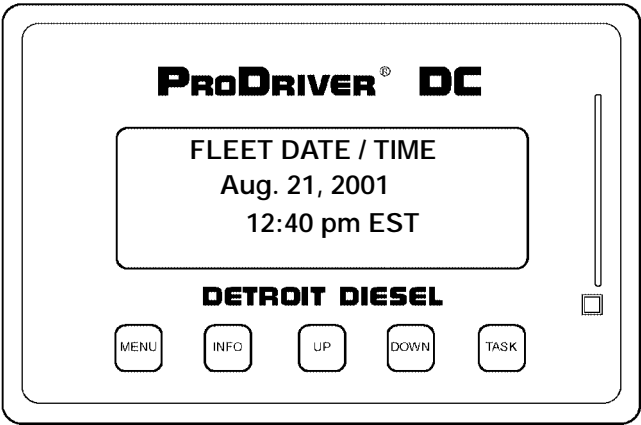 PRODRIVER® DC
FLEET DATE / TIME
Aug. 21, 2001
12:40 pm EST
DETROIT DIESEL
MENU INFO UP DOWN TASK